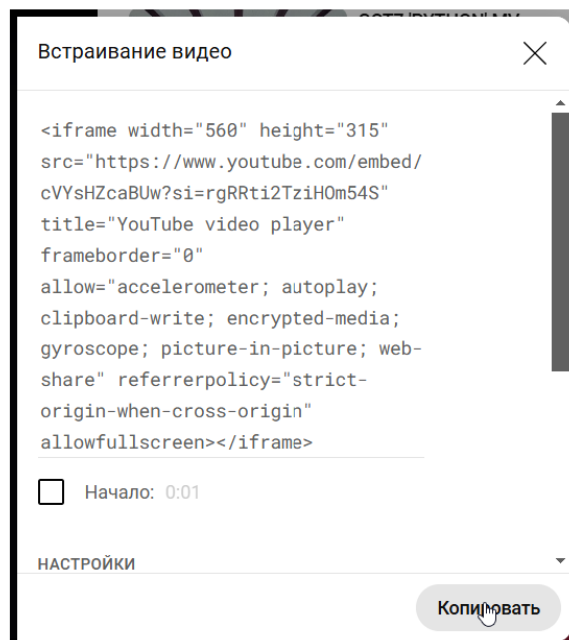 Встраивание видео
<iframe width="560" height="315"
src="https://www.youtube.com/embed/
cVYsHZcaBUw?si=rgRRti2TziHOm54S"
title="YouTube video player"
frameborder="0"
allow="accelerometer; autoplay;
clipboard-write; encrypted-media;
gyroscope; picture-in-picture; web-
share" referrerpolicy="strict-
origin-when-cross-origin"
allowfullscreen></iframe>
Начало: 0:01
НАСТРОЙКИ
Копировать